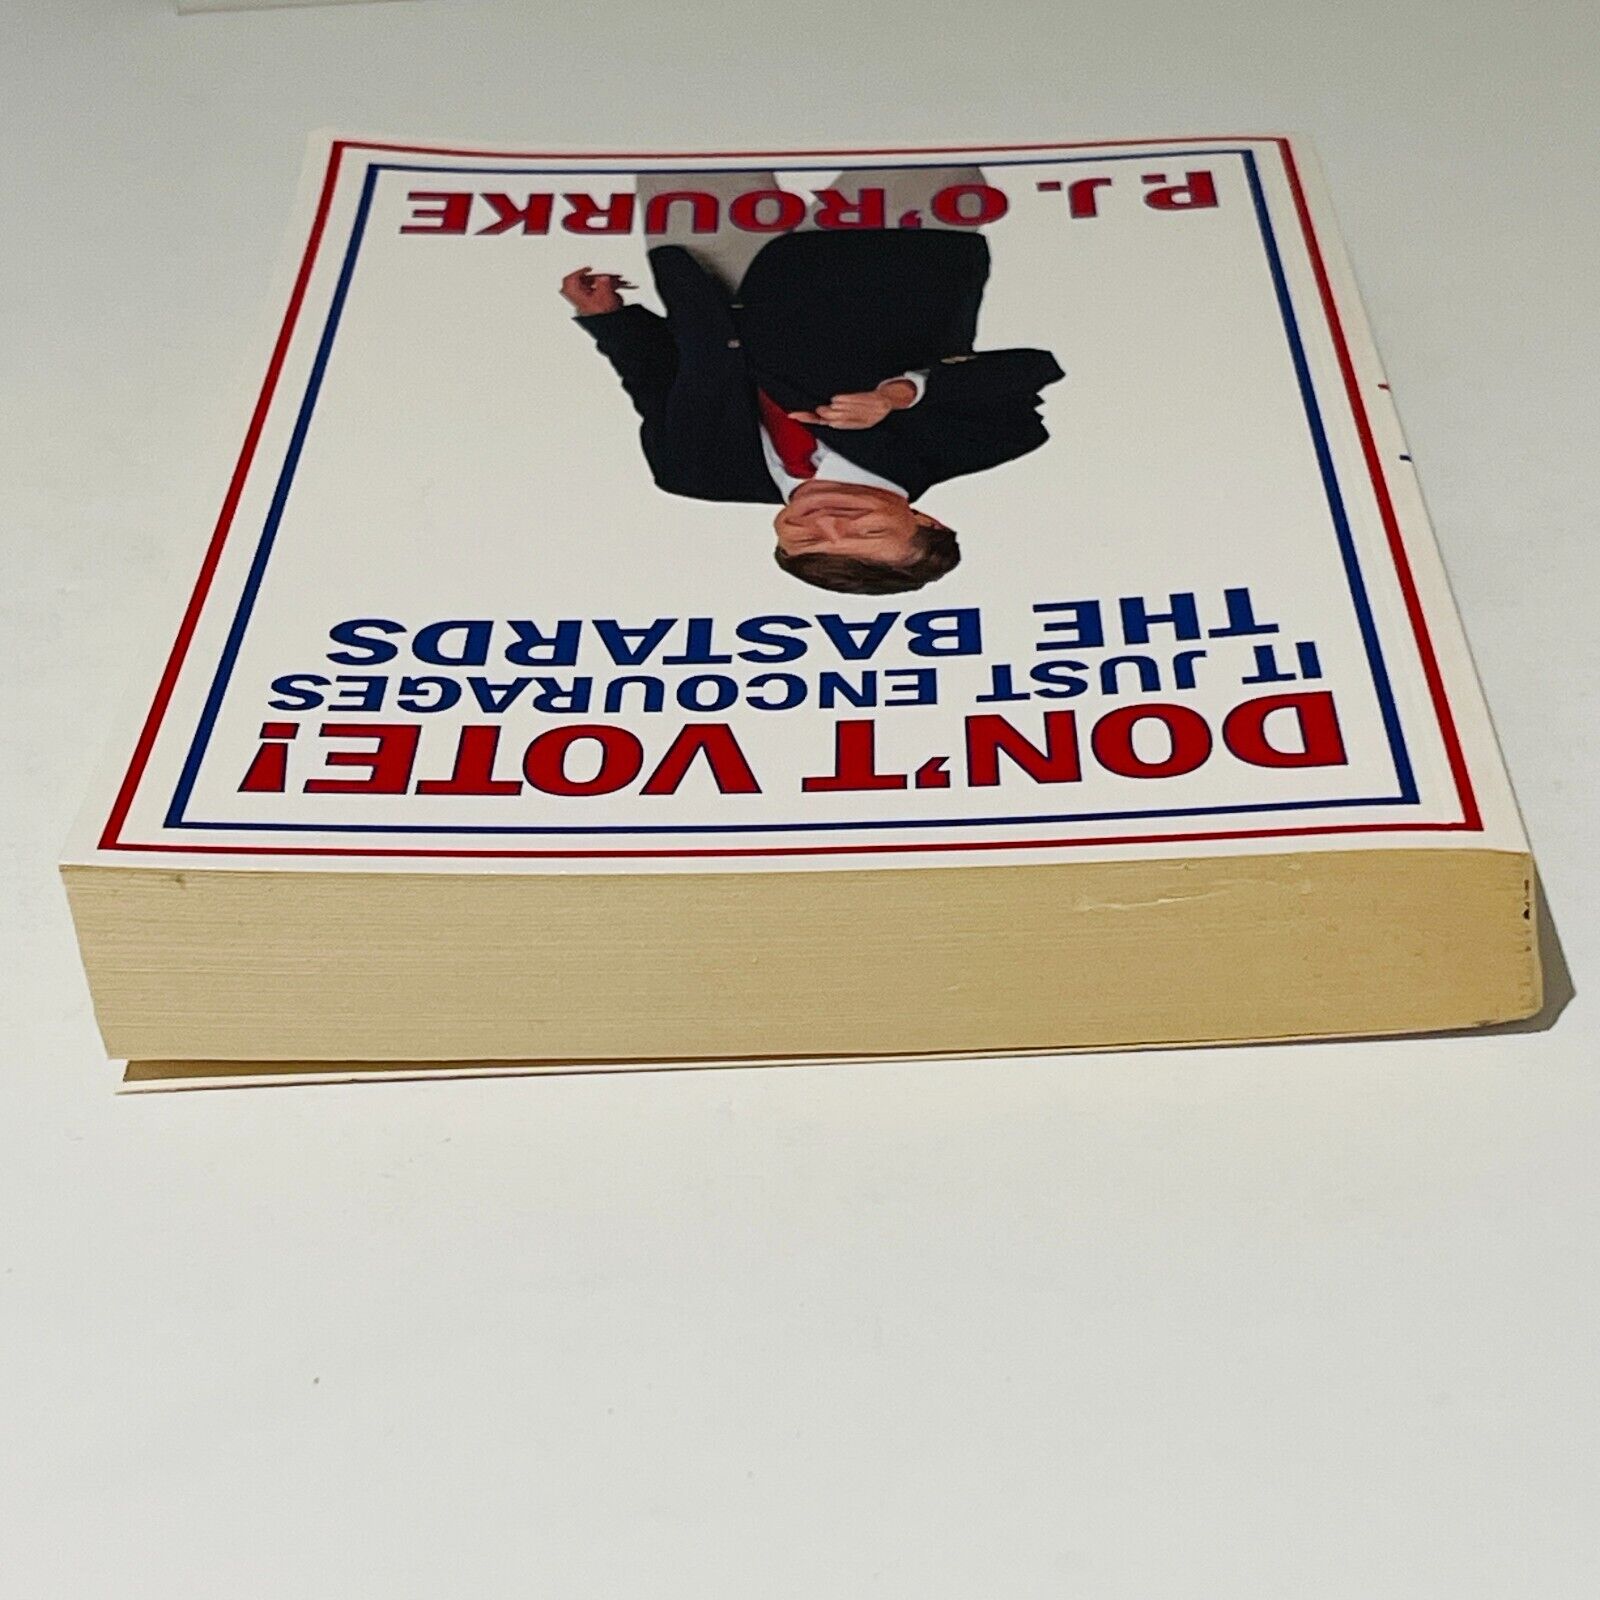 DON'T VOTE!
IT JUST ENCOURAGES
THE BASTARDS
P.J. O'ROURKE